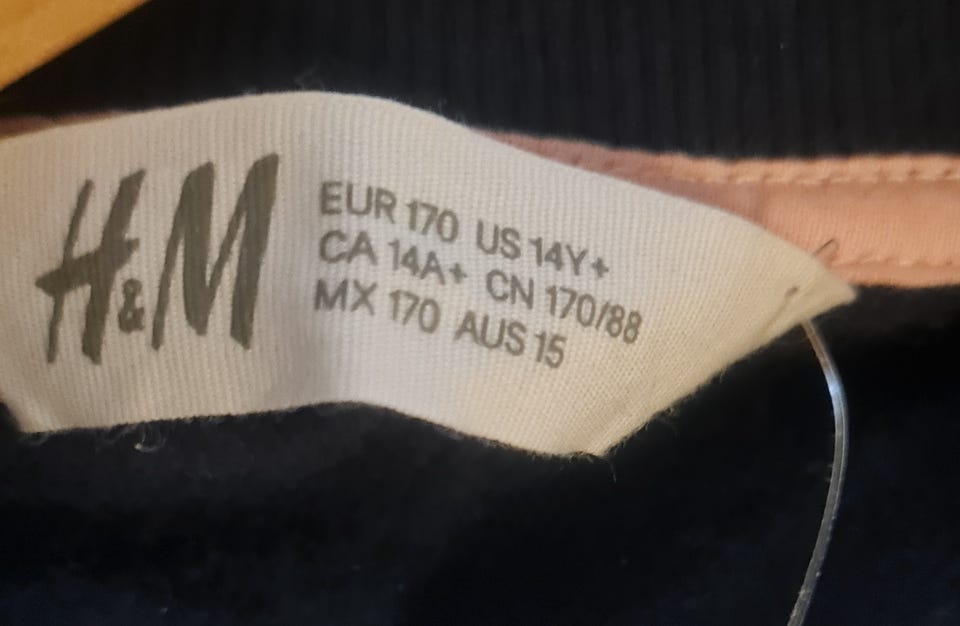 H&M
EUR 170 US 14Y+
CA 14A+ CN 170/88
MX 170 AUS 15